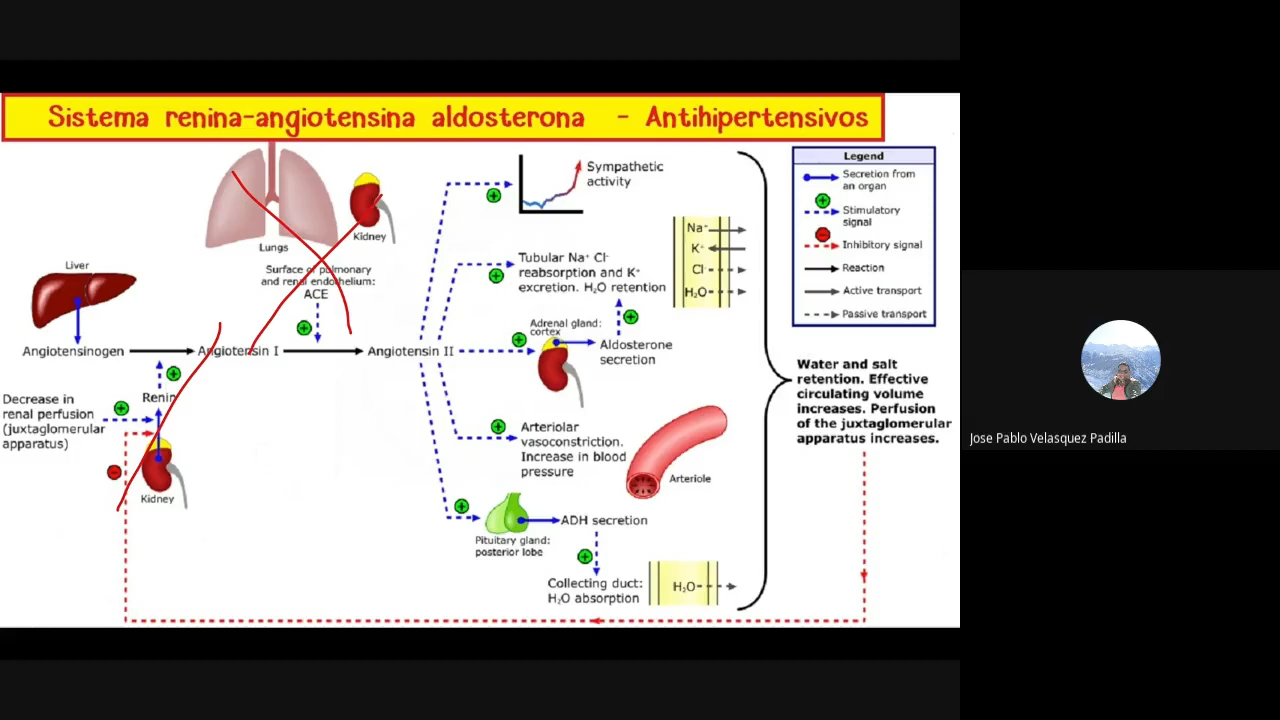 Sistema renina-angiotensina aldosterona - Antihipertensivos
Lungs
Kidney
Surface of pulmonary
and renal endothelium:
ACE
Liver
Angiotensinogen
Angiotensin I
Angiotensin II
Renin
Decrease in
renal perfusion
(juxtaglomerular
apparatus)
Kidney
Sympathetic
activity
Tubular Na⁺ Cl⁻
reabsorption and K⁺
excretion. H₂O retention
Na⁺
K⁺
Cl⁻
H₂O
Adrenal gland:
cortex
Aldosterone
secretion
Arteriolar
vasoconstriction.
Increase in blood
pressure
Arteriole
Pituitary gland:
posterior lobe
ADH secretion
Collecting duct:
H₂O absorption
H₂O
Legend
Secretion from
an organ
Stimulatory
signal
Inhibitory signal
Reaction
Active transport
Passive transport
Water and salt
retention. Effective
circulating volume
increases. Perfusion
of the juxtaglomerular
apparatus increases.
Jose Pablo Velasquez Padilla